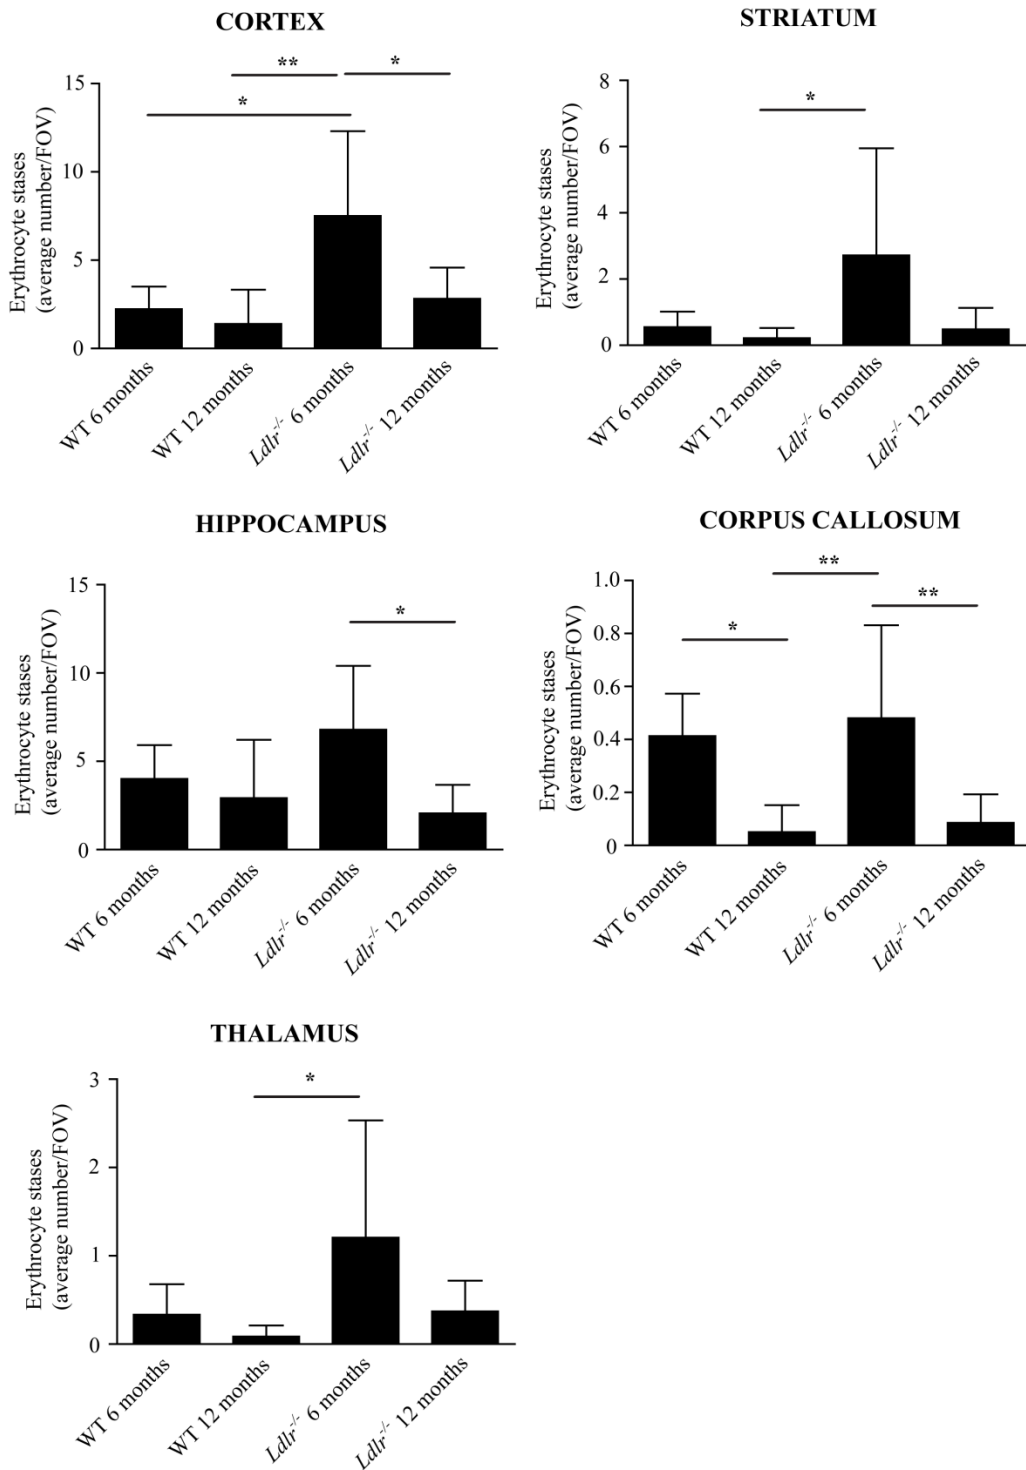 CORTEX
Erythrocyte stases
(average number/FOV)
15
10
5
0
*
**
*
WT 6 months
WT 12 months
Ldlr-/- 6 months
Ldlr-/- 12 months
STRIATUM
Erythrocyte stases
(average number/FOV)
8
6
4
2
0
*
WT 6 months
WT 12 months
Ldlr-/- 6 months
Ldlr-/- 12 months
HIPPOCAMPUS
Erythrocyte stases
(average number/FOV)
15
10
5
0
*
WT 6 months
WT 12 months
Ldlr-/- 6 months
Ldlr-/- 12 months
CORPUS CALLOSUM
Erythrocyte stases
(average number/FOV)
1.0
0.8
0.6
0.4
0.2
0
*
**
**
WT 6 months
WT 12 months
Ldlr-/- 6 months
Ldlr-/- 12 months
THALAMUS
Erythrocyte stases
(average number/FOV)
3
2
1
0
*
WT 6 months
WT 12 months
Ldlr-/- 6 months
Ldlr-/- 12 months